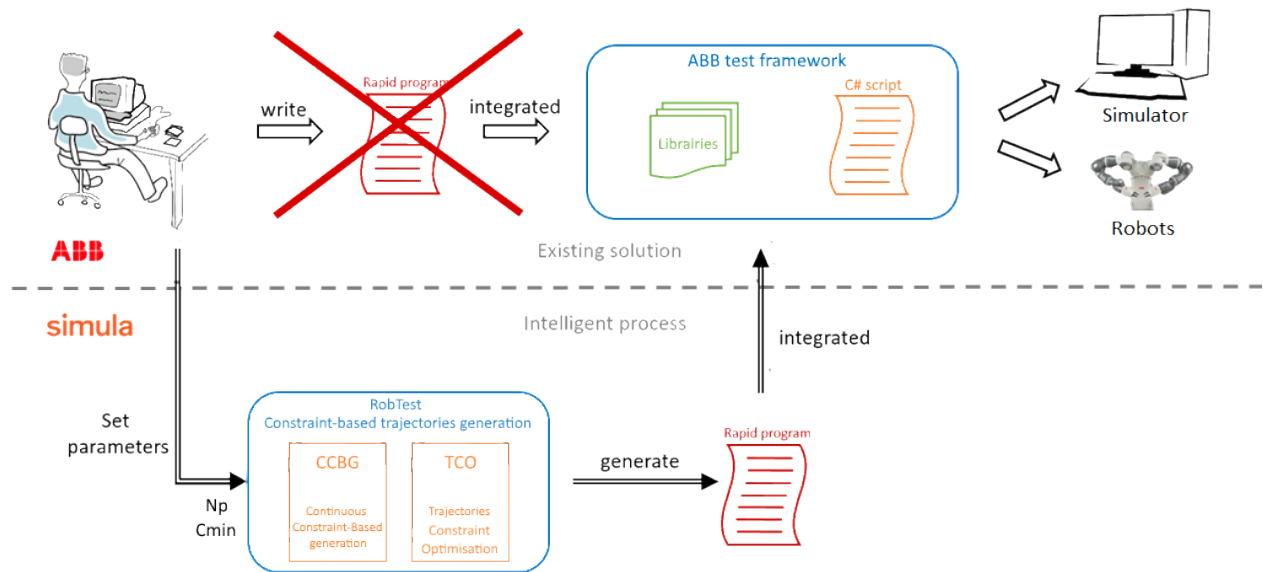 Rapid program
write
integrated
ABB test framework
C# script
Librairies
Simulator
Robots
ABB
Existing solution
simula
Intelligent process
integrated
Set
parameters
Np
Cmin
RobTest
Constraint-based trajectories generation
CCBG
Continuous
Constraint-Based
generation
TCO
Trajectories
Constraint
Optimisation
generate
Rapid program